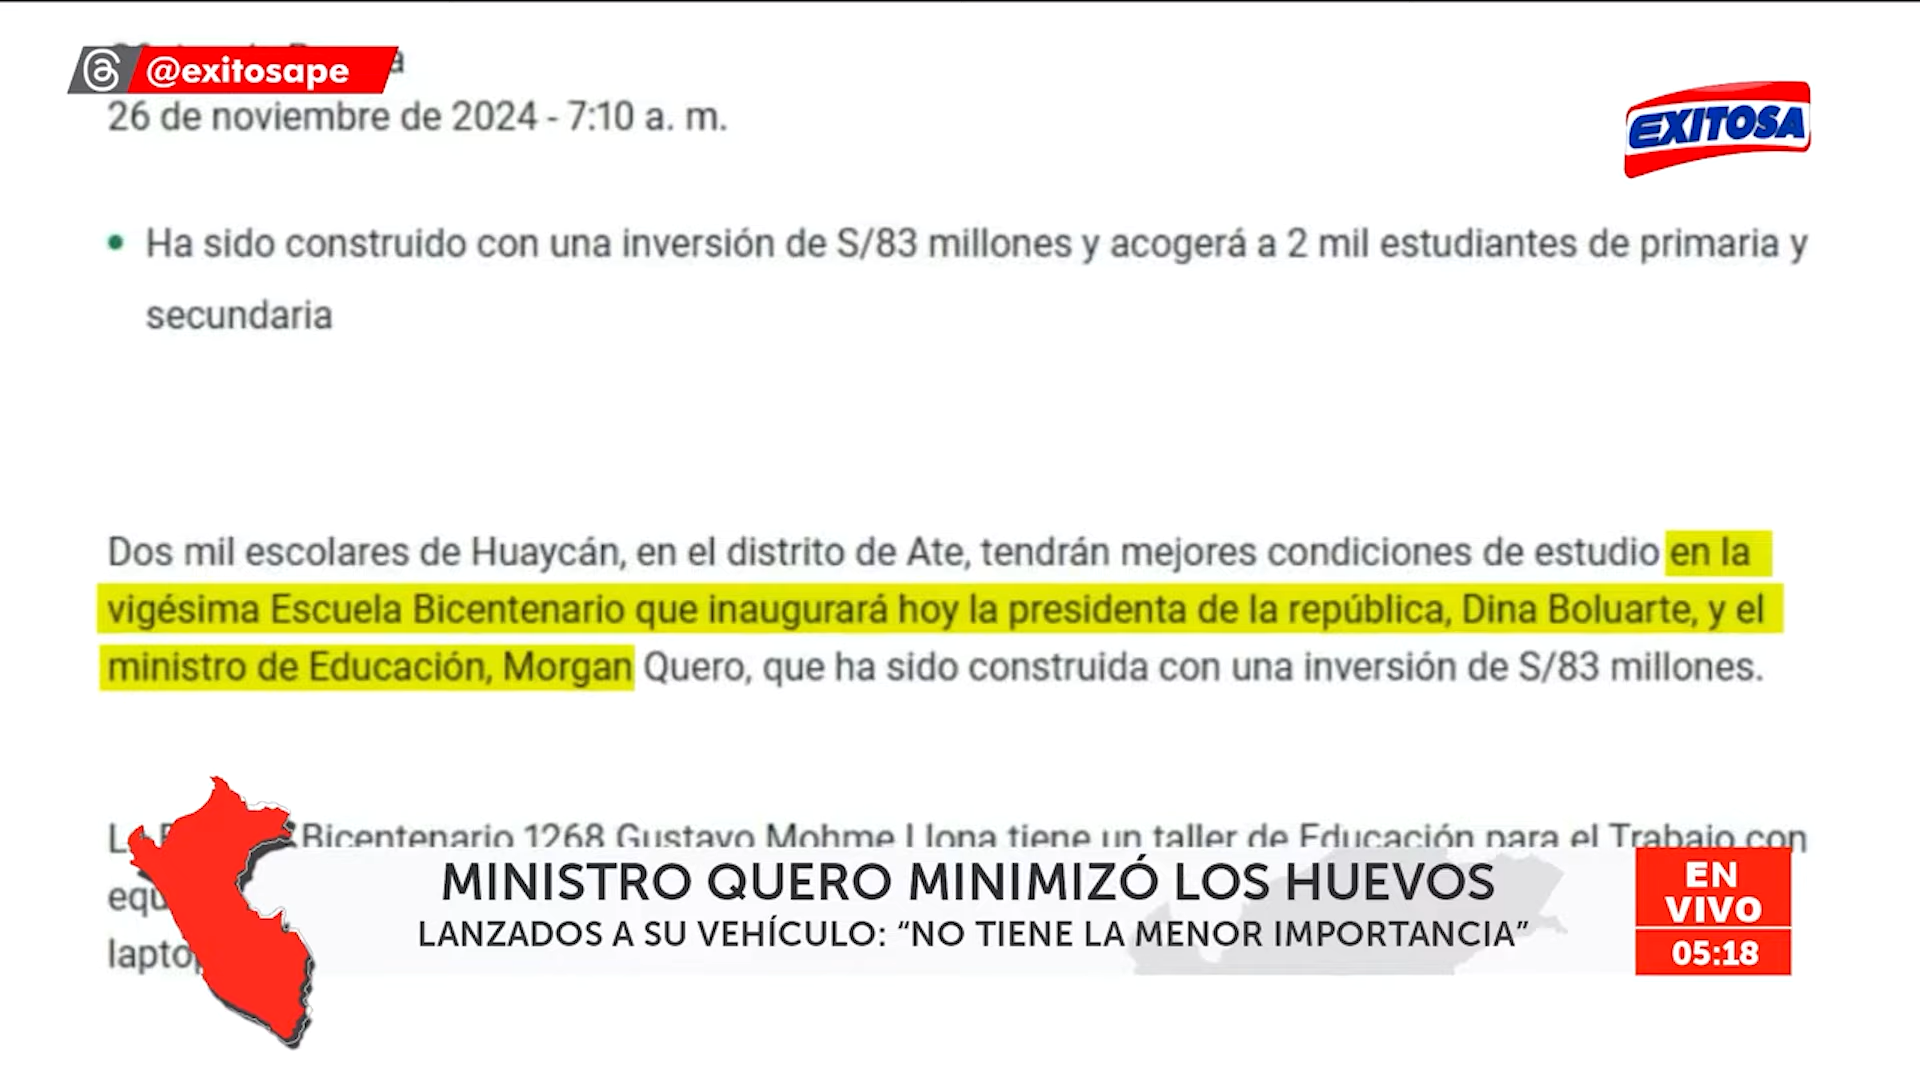 @exitosape
26 de noviembre de 2024 - 7:10 a. m.
EXITOSA
Ha sido construido con una inversión de S/83 millones y acogerá a 2 mil estudiantes de primaria y
secundaria
Dos mil escolares de Huaycán, en el distrito de Ate, tendrán mejores condiciones de estudio en la
vigésima Escuela Bicentenario que inaugurará hoy la presidenta de la república, Dina Boluarte, y el
ministro de Educación, Morgan Quero, que ha sido construida con una inversión de S/83 millones.
Bicentenario 1268 Gustavo Mohme Llona tiene un taller de Educación para el Trabajo con
MINISTRO QUERO MINIMIZÓ LOS HUEVOS
LANZADOS A SU VEHÍCULO: “NO TIENE LA MENOR IMPORTANCIA”
EN
VIVO
05:18